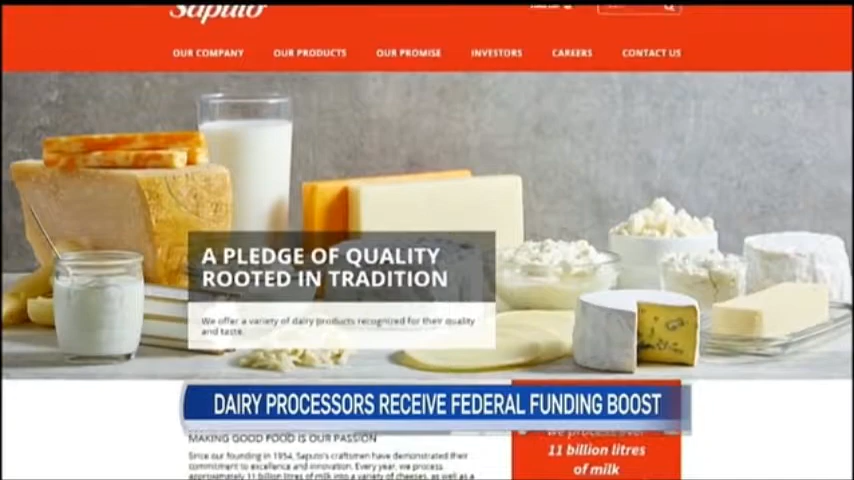 Saputo
OUR COMPANY OUR PRODUCTS OUR PROMISE INVESTORS CAREERS CONTACT US
A PLEDGE OF QUALITY
ROOTED IN TRADITION
We offer a variety of dairy products recognized for their quality
and taste.
DAIRY PROCESSORS RECEIVE FEDERAL FUNDING BOOST
MAKING GOOD FOOD IS OUR PASSION
Since our founding in 1954, Saputo's craftsmen have demonstrated their
commitment to excellence and innovation. Every year, we process
approximately 11 billion litres of milk into a variety of cheeses, as well as a
we process over
11 billion litres
of milk